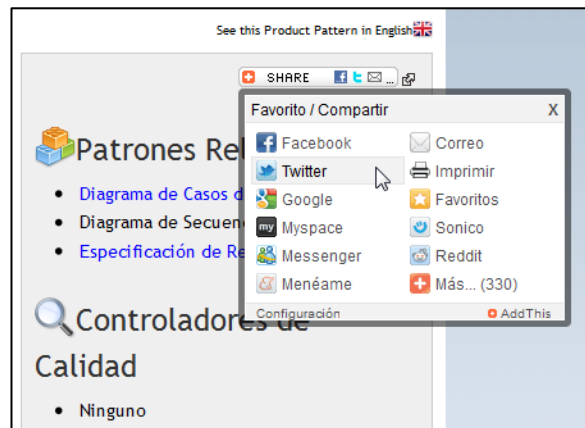 See this Product Pattern in English
SHARE ...
Favorito / Compartir X
Facebook Correo
Twitter Imprimir
Google Favoritos
my Myspace Sonico
Messenger Reddit
Menéame Más... (330)
Configuración AddThis
Patrones Rel
Diagrama de Casos d
Diagrama de Secuen
Especificación de Re
Controladores de
Calidad
Ninguno